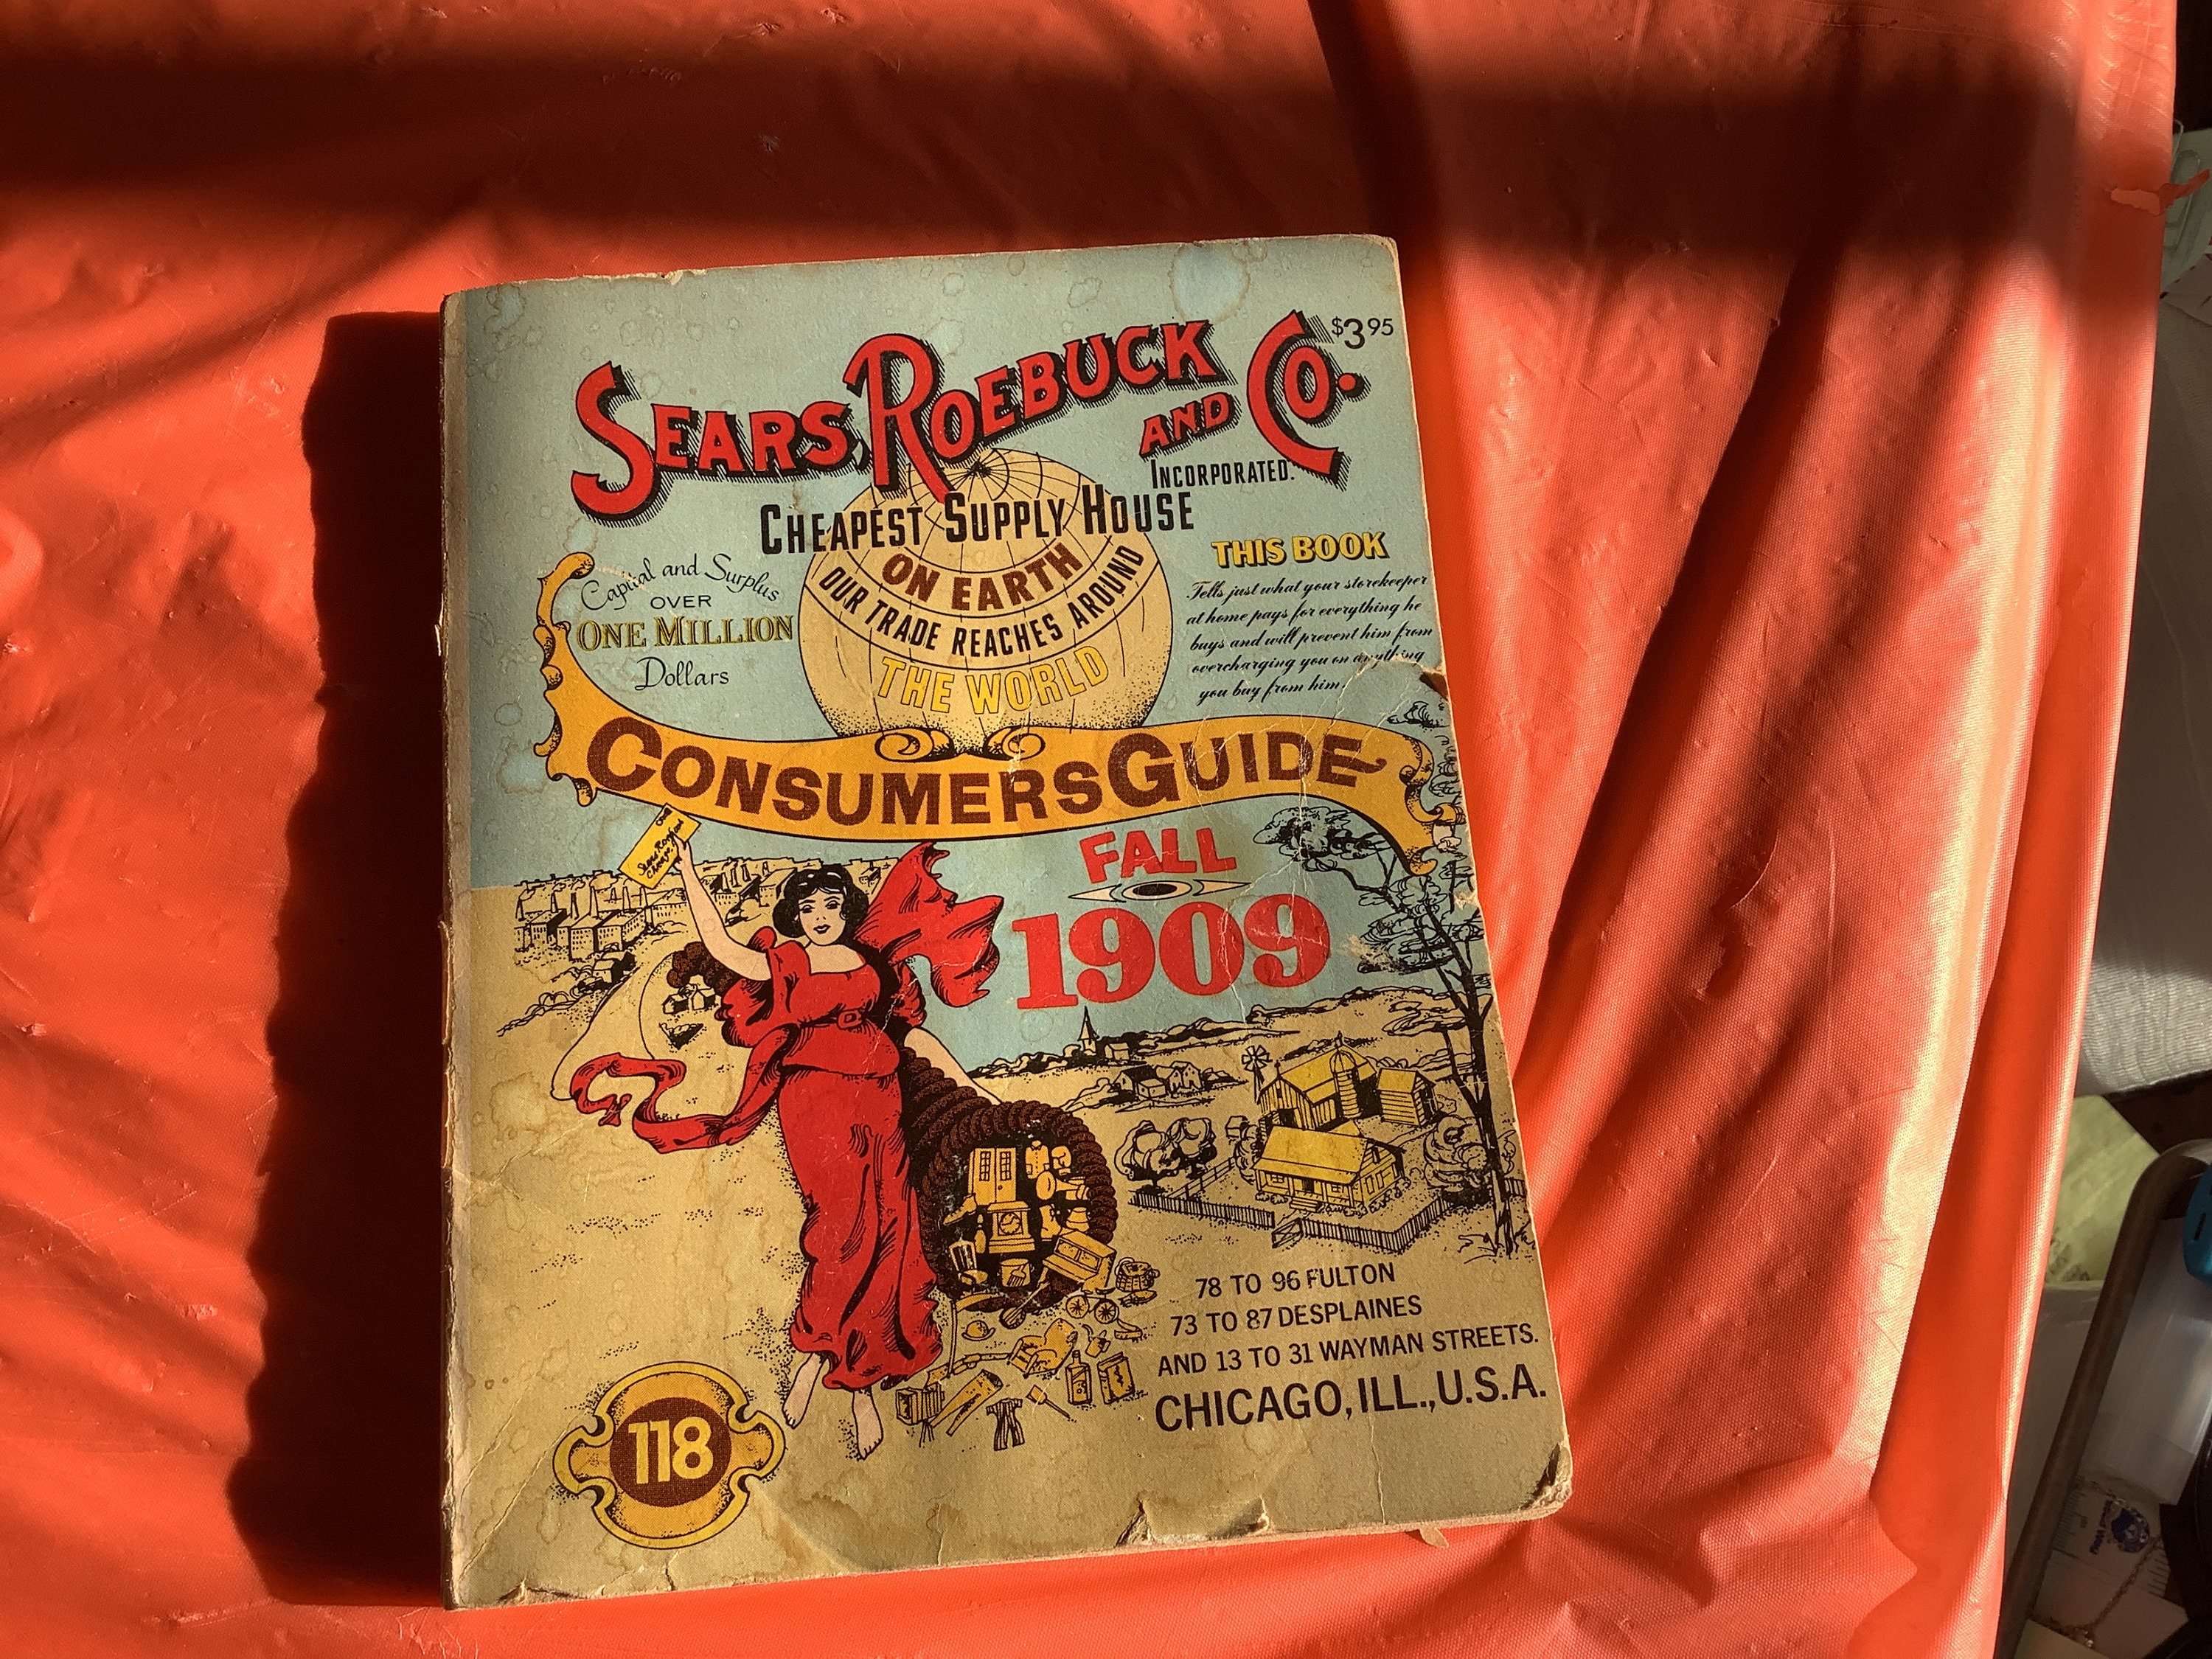 $3.95
SEARS, ROEBUCK AND CO.
INCORPORATED.
CHEAPEST SUPPLY HOUSE
ON EARTH
OUR TRADE REACHES AROUND
THE WORLD
Capital and Surplus
OVER
ONE MILLION
Dollars
THIS BOOK
Tells just what your storekeeper
at home pays for everything he
buys and will prevent him from
overcharging you on anything
you buy from him.
CONSUMERS GUIDE
FALL
1909
118
78 TO 96 FULTON
73 TO 87 DESPLAINES
AND 13 TO 31 WAYMAN STREETS.
CHICAGO, ILL., U.S.A.